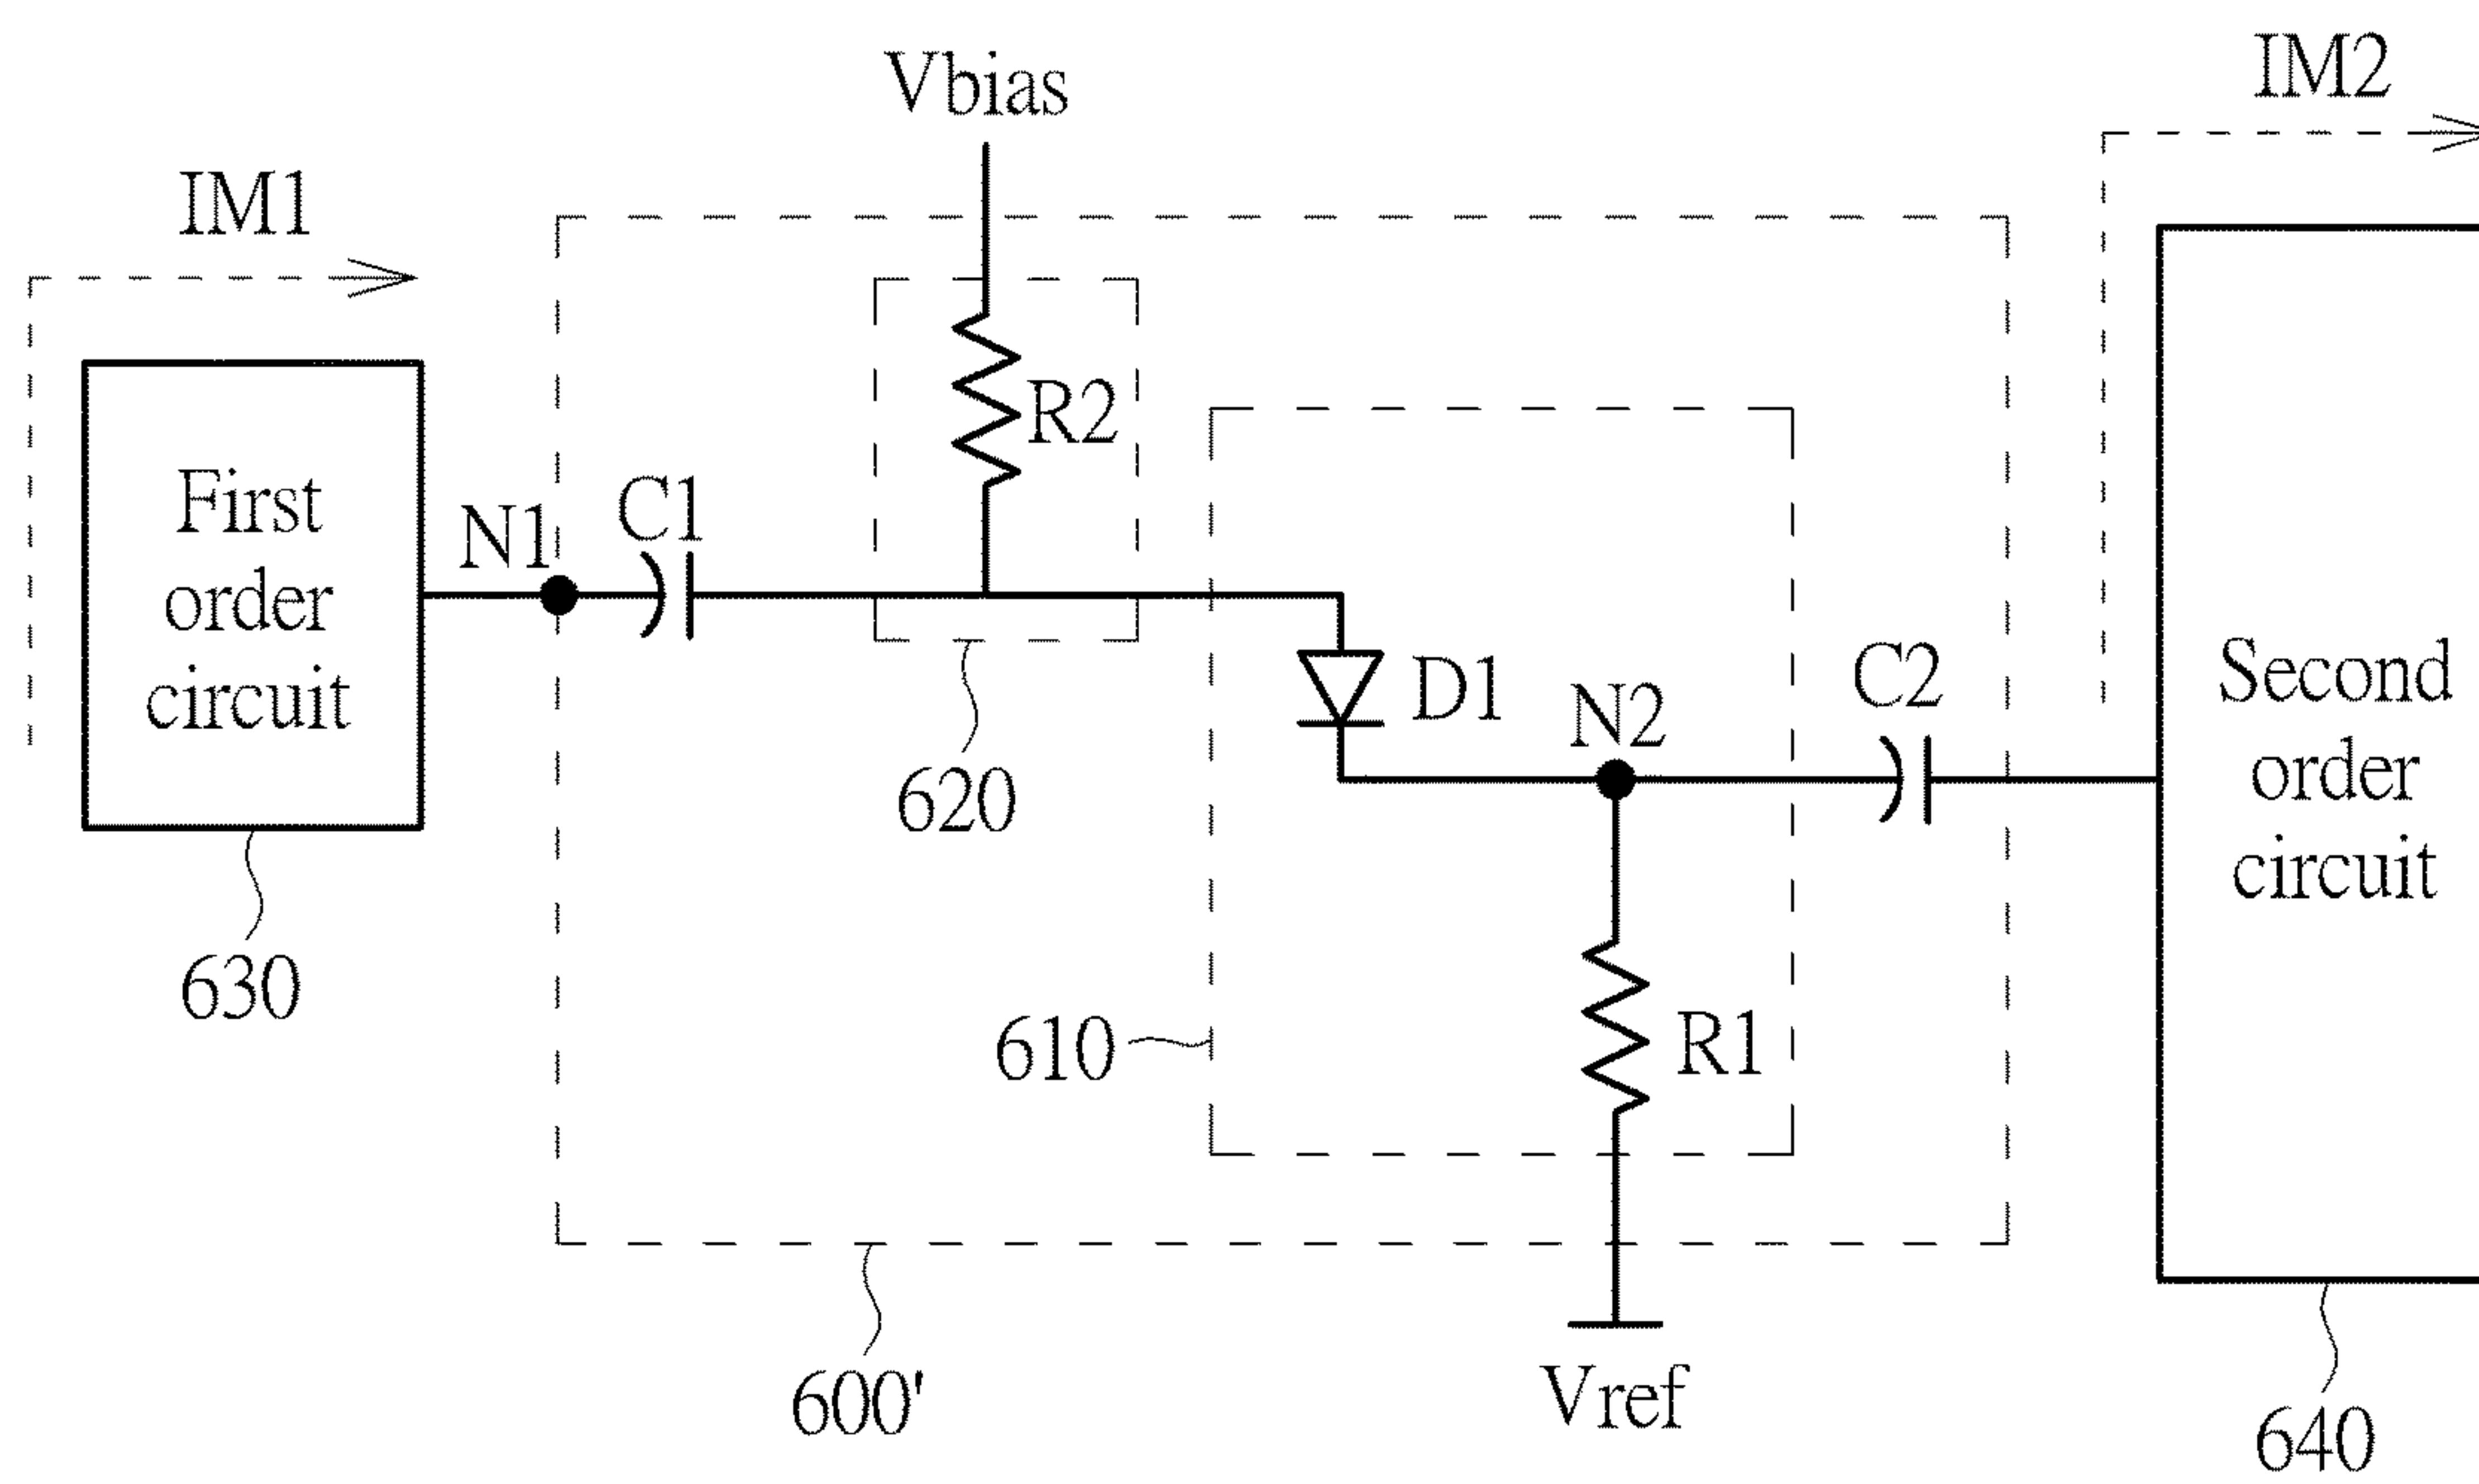 Vbias
IM2
IM1
R2
First
order
circuit
N1
C1
D1
N2
C2
Second
order
circuit
620
630
610
R1
600'
Vref
640